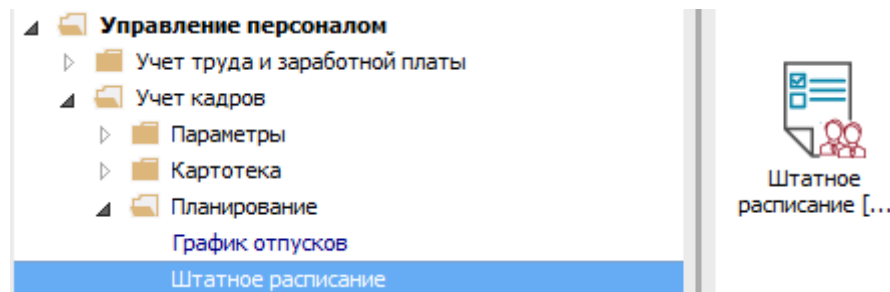 Управление персоналом
Учет труда и заработной платы
Учет кадров
Параметры
Картотека
Планирование
График отпусков
Штатное расписание
Штатное
расписание [...